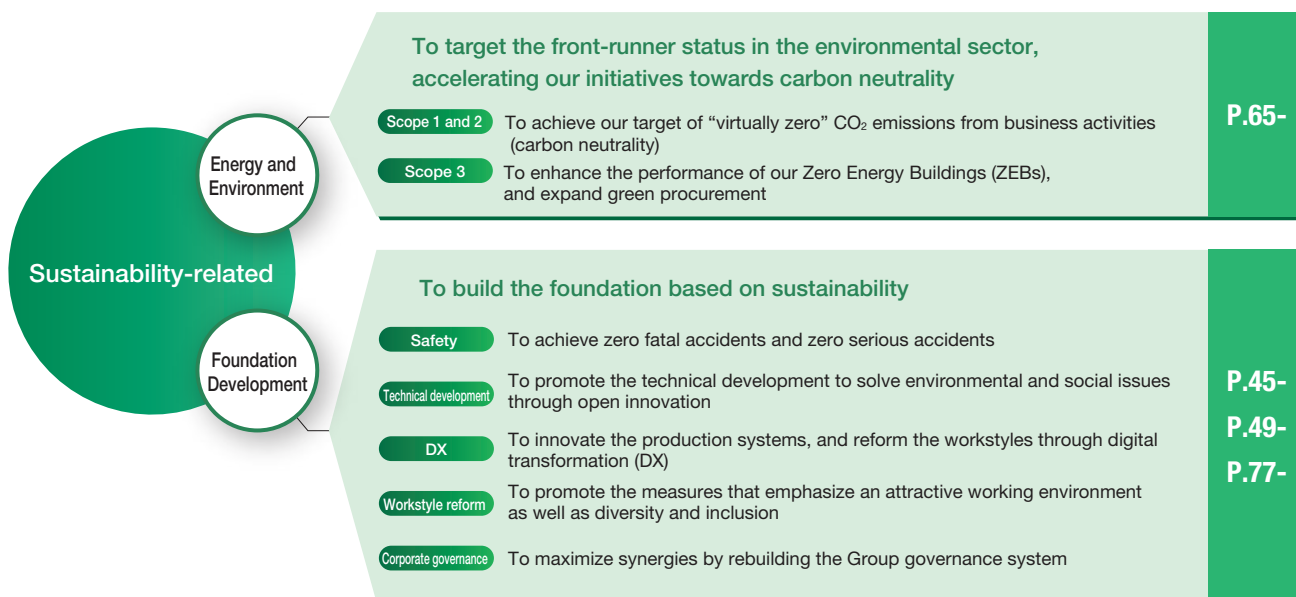 Sustainability-related
Energy and
Environment
To target the front-runner status in the environmental sector,
accelerating our initiatives towards carbon neutrality
Scope 1 and 2
To achieve our target of “virtually zero” CO₂ emissions from business activities
(carbon neutrality)
Scope 3
To enhance the performance of our Zero Energy Buildings (ZEBs),
and expand green procurement
P.65-
Foundation
Development
To build the foundation based on sustainability
Safety
To achieve zero fatal accidents and zero serious accidents
Technical development
To promote the technical development to solve environmental and social issues
through open innovation
DX
To innovate the production systems, and reform the workstyles through digital
transformation (DX)
Workstyle reform
To promote the measures that emphasize an attractive working environment
as well as diversity and inclusion
Corporate governance
To maximize synergies by rebuilding the Group governance system
P.45-
P.49-
P.77-